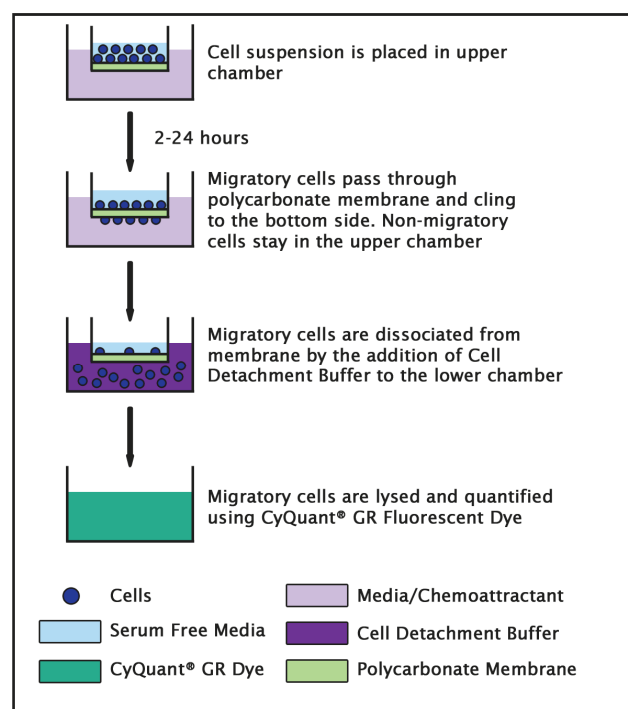 Cell suspension is placed in upper
chamber
2-24 hours
Migratory cells pass through
polycarbonate membrane and cling
to the bottom side. Non-migratory
cells stay in the upper chamber
Migratory cells are dissociated from
membrane by the addition of Cell
Detachment Buffer to the lower chamber
Migratory cells are lysed and quantified
using CyQuant® GR Fluorescent Dye
Cells
Media/Chemoattractant
Serum Free Media
Cell Detachment Buffer
CyQuant® GR Dye
Polycarbonate Membrane